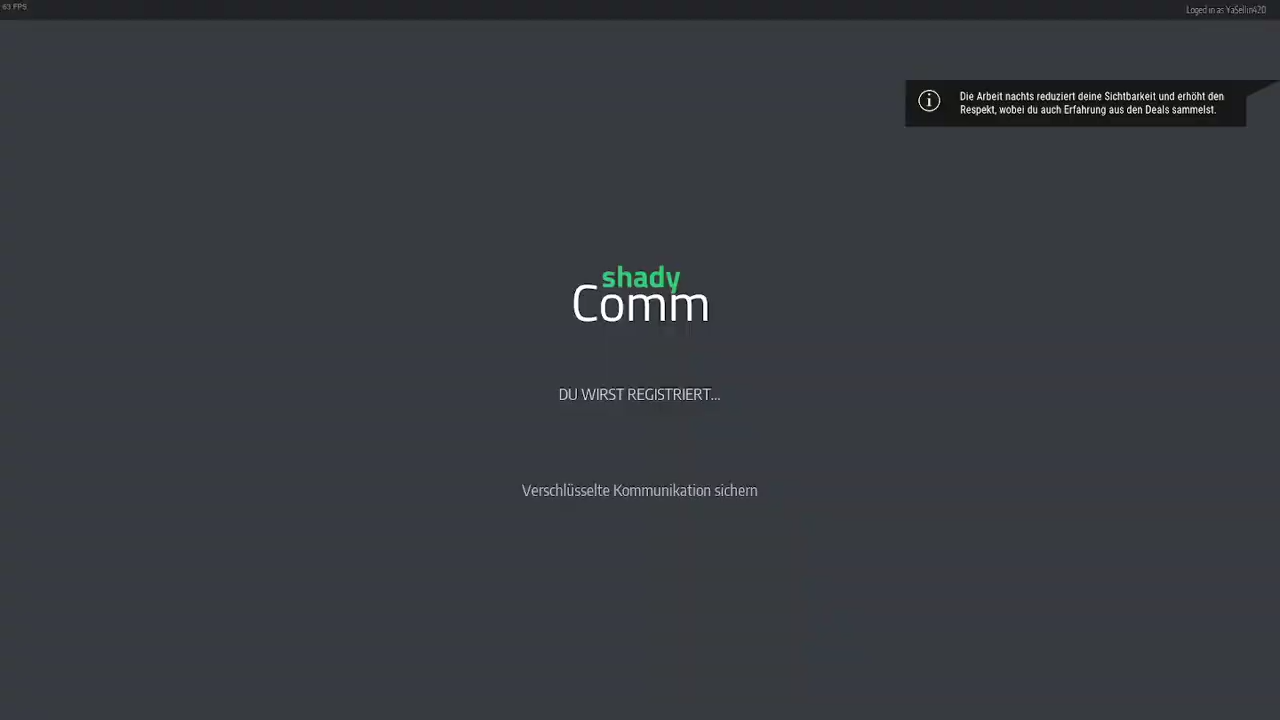 63 FPS
Loged in as YaSellin420
Die Arbeit nachts reduziert deine Sichtbarkeit und erhöht den
Respekt, wobei du auch Erfahrung aus den Deals sammelst.
shady
Comm
DU WIRST REGISTRIERT...
Verschlüsselte Kommunikation sichern